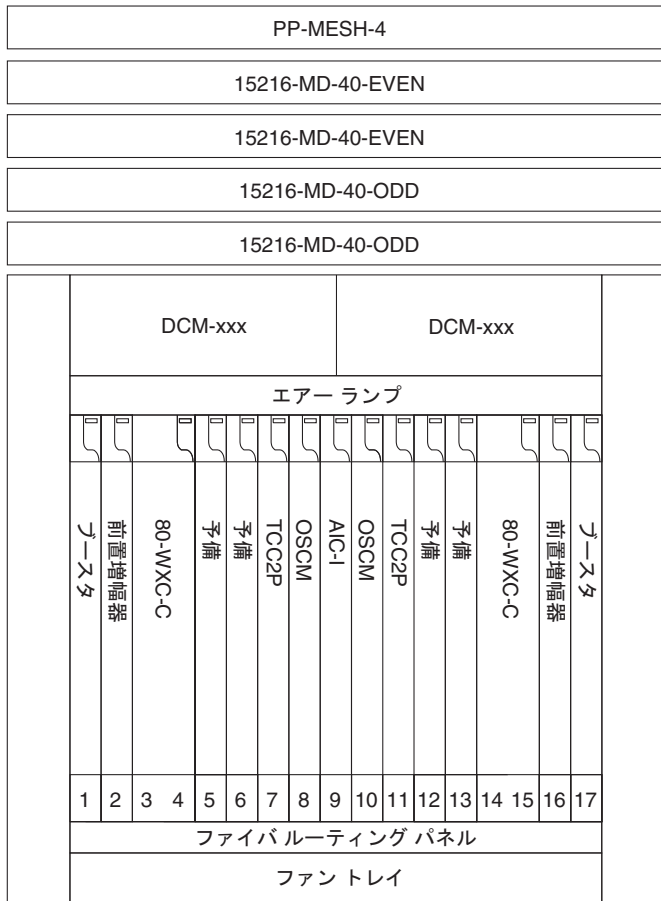 PP-MESH-4
15216-MD-40-EVEN
15216-MD-40-EVEN
15216-MD-40-ODD
15216-MD-40-ODD
DCM-xxx
DCM-xxx
エアー ランプ
ブースタ
前置増幅器
80-WXC-C
予備
予備
TCC2P
OSCM
AIC-I
OSCM
TCC2P
予備
予備
80-WXC-C
前置増幅器
ブースタ
1 2 3 4 5 6 7 8 9 10 11 12 13 14 15 16 17
ファイバ ルーティング パネル
ファン トレイ